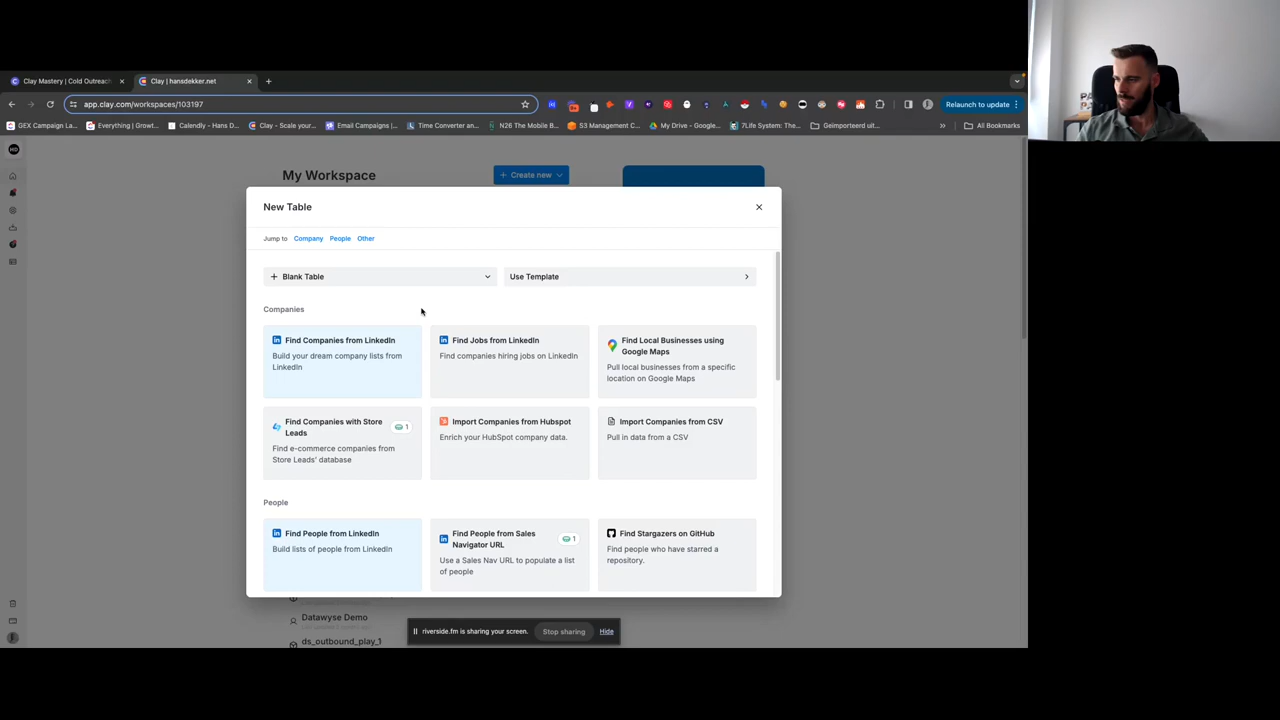 Clay Mastery | Cold Outreac
Clay | hansdekker.net
app.clay.com/workspaces/103197
Relaunch to update
GEX Campaign La...
Everything | Growt...
Calendly - Hans D...
Clay - Scale your...
Email Campaigns |...
Time Converter an...
N26 The Mobile B...
S3 Management C...
My Drive - Google...
7Life System: The...
Geïmporteerd uit...
All Bookmarks
HD
My Workspace
+ Create new
New Table
Jump to Company People Other
+ Blank Table
Use Template
Companies
Find Companies from LinkedIn
Build your dream company lists from
LinkedIn
Find Jobs from LinkedIn
Find companies hiring jobs on LinkedIn
Find Local Businesses using
Google Maps
Pull local businesses from a specific
location on Google Maps
Find Companies with Store
Leads
1
Find e-commerce companies from
Store Leads' database
Import Companies from Hubspot
Enrich your HubSpot company data.
Import Companies from CSV
Pull in data from a CSV
People
Find People from LinkedIn
Build lists of people from LinkedIn
Find People from Sales
Navigator URL
1
Use a Sales Nav URL to populate a list
of people
Find Stargazers on GitHub
Find people who have starred a
repository.
Datawyse Demo
ds_outbound_play_1
riverside.fm is sharing your screen.
Stop sharing
Hide